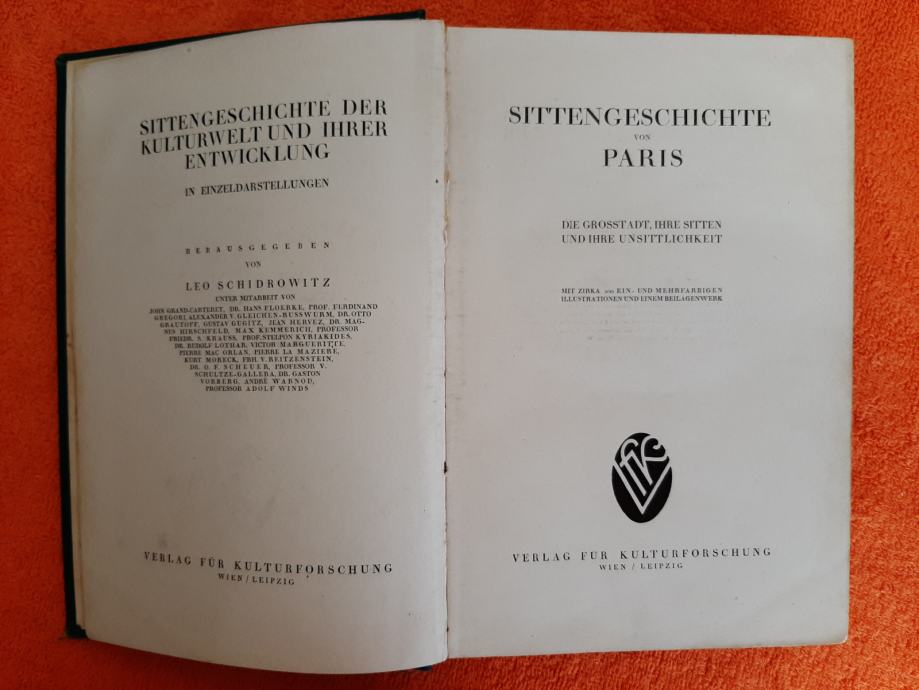 SITTENGESCHICHTE DER
KULTURWELT UND IHRER
ENTWICKLUNG
IN EINZELDARSTELLUNGEN
HERAUSGEGEBEN
VON
LEO SCHIDROWITZ
UNTER MITARBEIT VON
JOHN GRAND-CARTERET, DR. HANS FLOERKE, PROF. FERDINAND
GREGORI, ALEXANDER V. GLEICHEN-RUSSWURM, DR. OTTO
GRAUTOFF, GUSTAV GUGITZ, JEAN HERVEZ, DR. MAG-
NUS HIRSCHFELD, MAX KEMMERICH, PROFESSOR
FRIEDR. S. KRAUSS, PROF. STELPON KYRIAKIDES,
DR. RUDOLF LOTHAR, VICTOR MARGUERITTE,
PIERRE MAC ORLAN, PIERRE LA MAZIERE,
KURT MORECK, FRH. V. REITZENSTEIN,
DR. O. F. SCHEUER, PROFESSOR V.
SCHULTZE-GALLERA, DR. GASTON
VORBERG, ANDRÉ WARNOD,
PROFESSOR ADOLF WINDS
VERLAG FÜR KULTURFORSCHUNG
WIEN / LEIPZIG
SITTENGESCHICHTE
VON
PARIS
DIE GROSSTADT, IHRE SITTEN
UND IHRE UNSITTLICHKEIT
MIT ZIRKA 200 EIN- UND MEHRFARBIGEN
ILLUSTRATIONEN UND EINEM BEILAGENWERK
VfK
VERLAG FÜR KULTURFORSCHUNG
WIEN / LEIPZIG